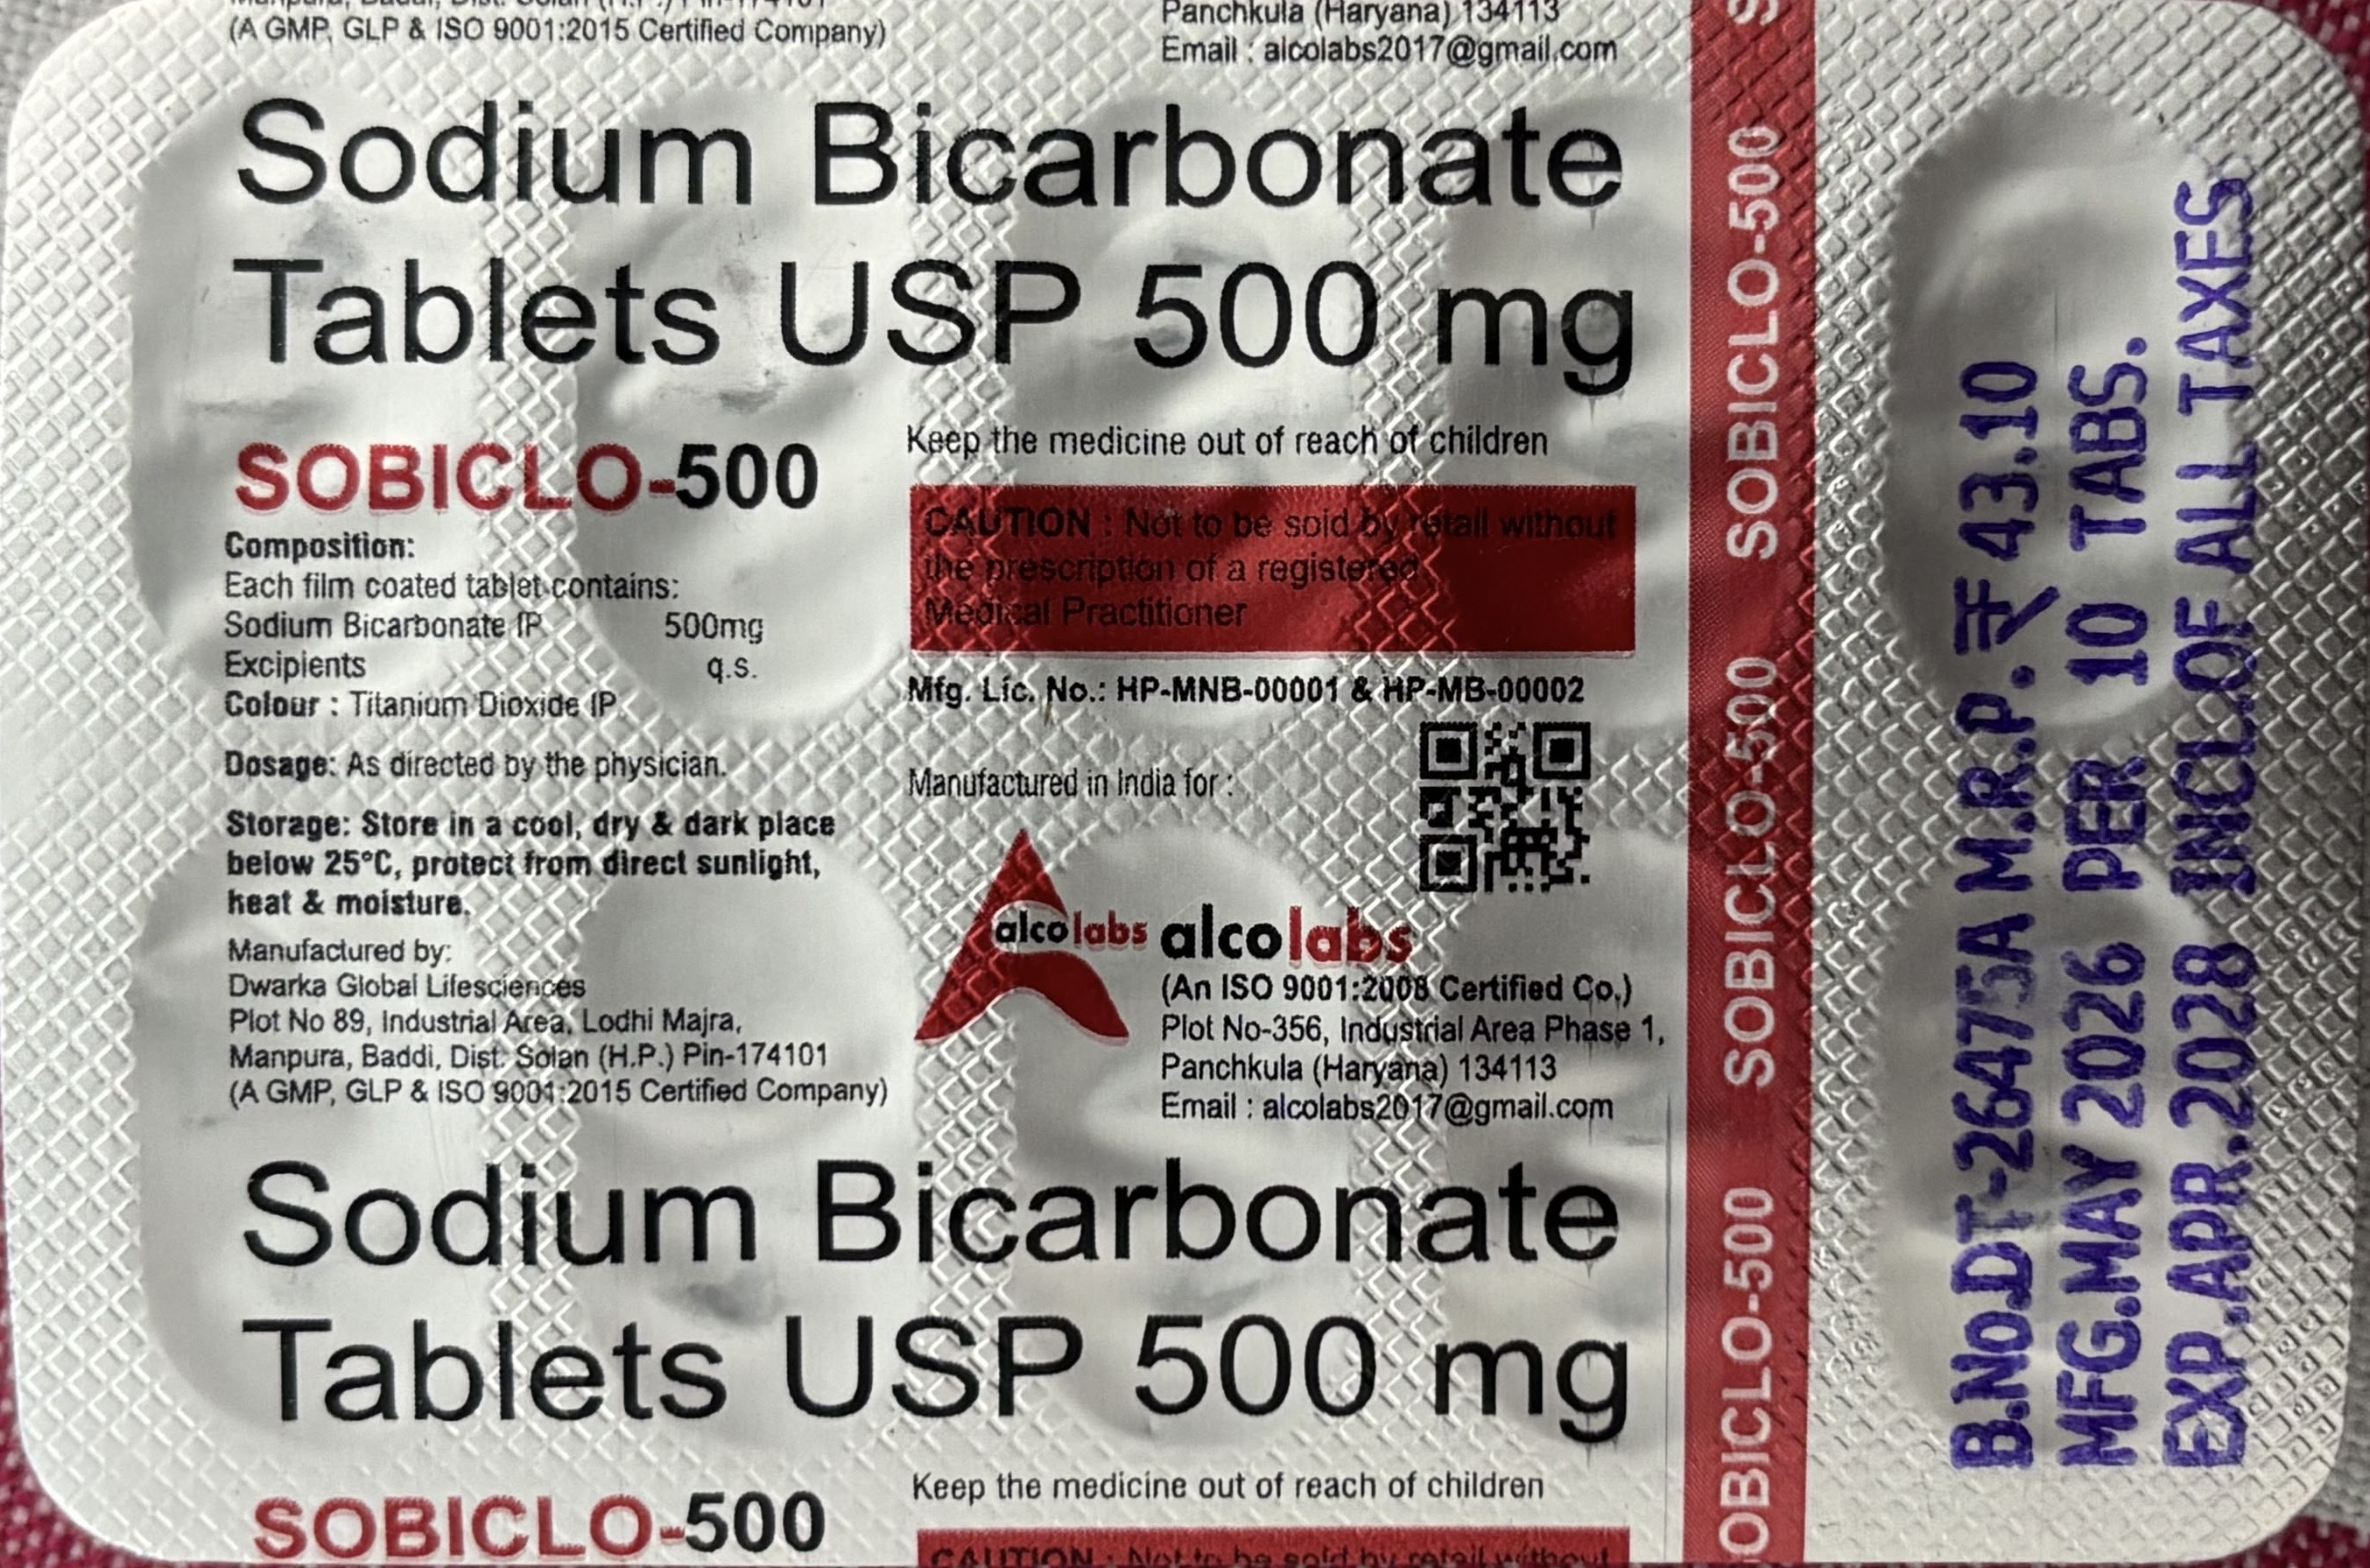 (A GMP, GLP & ISO 9001:2015 Certified Company)
Panchkula (Haryana) 134113
Email : alcolabs2017@gmail.com
Sodium Bicarbonate
Tablets USP 500 mg
SOBICLO-500
Composition:
Each film coated tablet contains:
Sodium Bicarbonate IP 500mg
Excipients q.s.
Colour : Titanium Dioxide IP
Dosage: As directed by the physician.
Storage: Store in a cool, dry & dark place
below 25°C, protect from direct sunlight,
heat & moisture.
Manufactured by:
Dwarka Global Lifesciences
Plot No 89, Industrial Area, Lodhi Majra,
Manpura, Baddi, Dist. Solan (H.P.) Pin-174101
(A GMP, GLP & ISO 9001:2015 Certified Company)
Keep the medicine out of reach of children
CAUTION : Not to be sold by retail without
the prescription of a registered
Medical Practitioner
Mfg. Lic. No.: HP-MNB-00001 & HP-MB-00002
Manufactured in India for :
alcolabs
alcolabs
(An ISO 9001:2008 Certified Co.)
Plot No-356, Industrial Area Phase 1,
Panchkula (Haryana) 134113
Email : alcolabs2017@gmail.com
Sodium Bicarbonate
Tablets USP 500 mg
SOBICLO-500
Keep the medicine out of reach of children
CAUTION : Not to be sold by retail without
SOBICLO-500
SOBICLO-500
SOBICLO-500
B.No.DT-26475A M.R.P. ₹ 43.10
MFG.MAY 2026 PER 10 TABS.
EXP.APR.2028 INCL.OF ALL TAXES